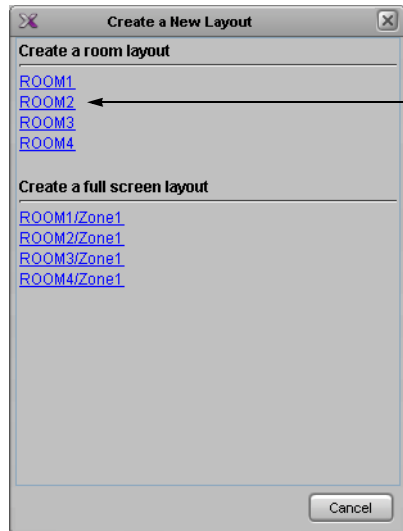 Create a New Layout
Create a room layout
ROOM1
ROOM2
ROOM3
ROOM4
Create a full screen layout
ROOM1/Zone1
ROOM2/Zone1
ROOM3/Zone1
ROOM4/Zone1
Cancel